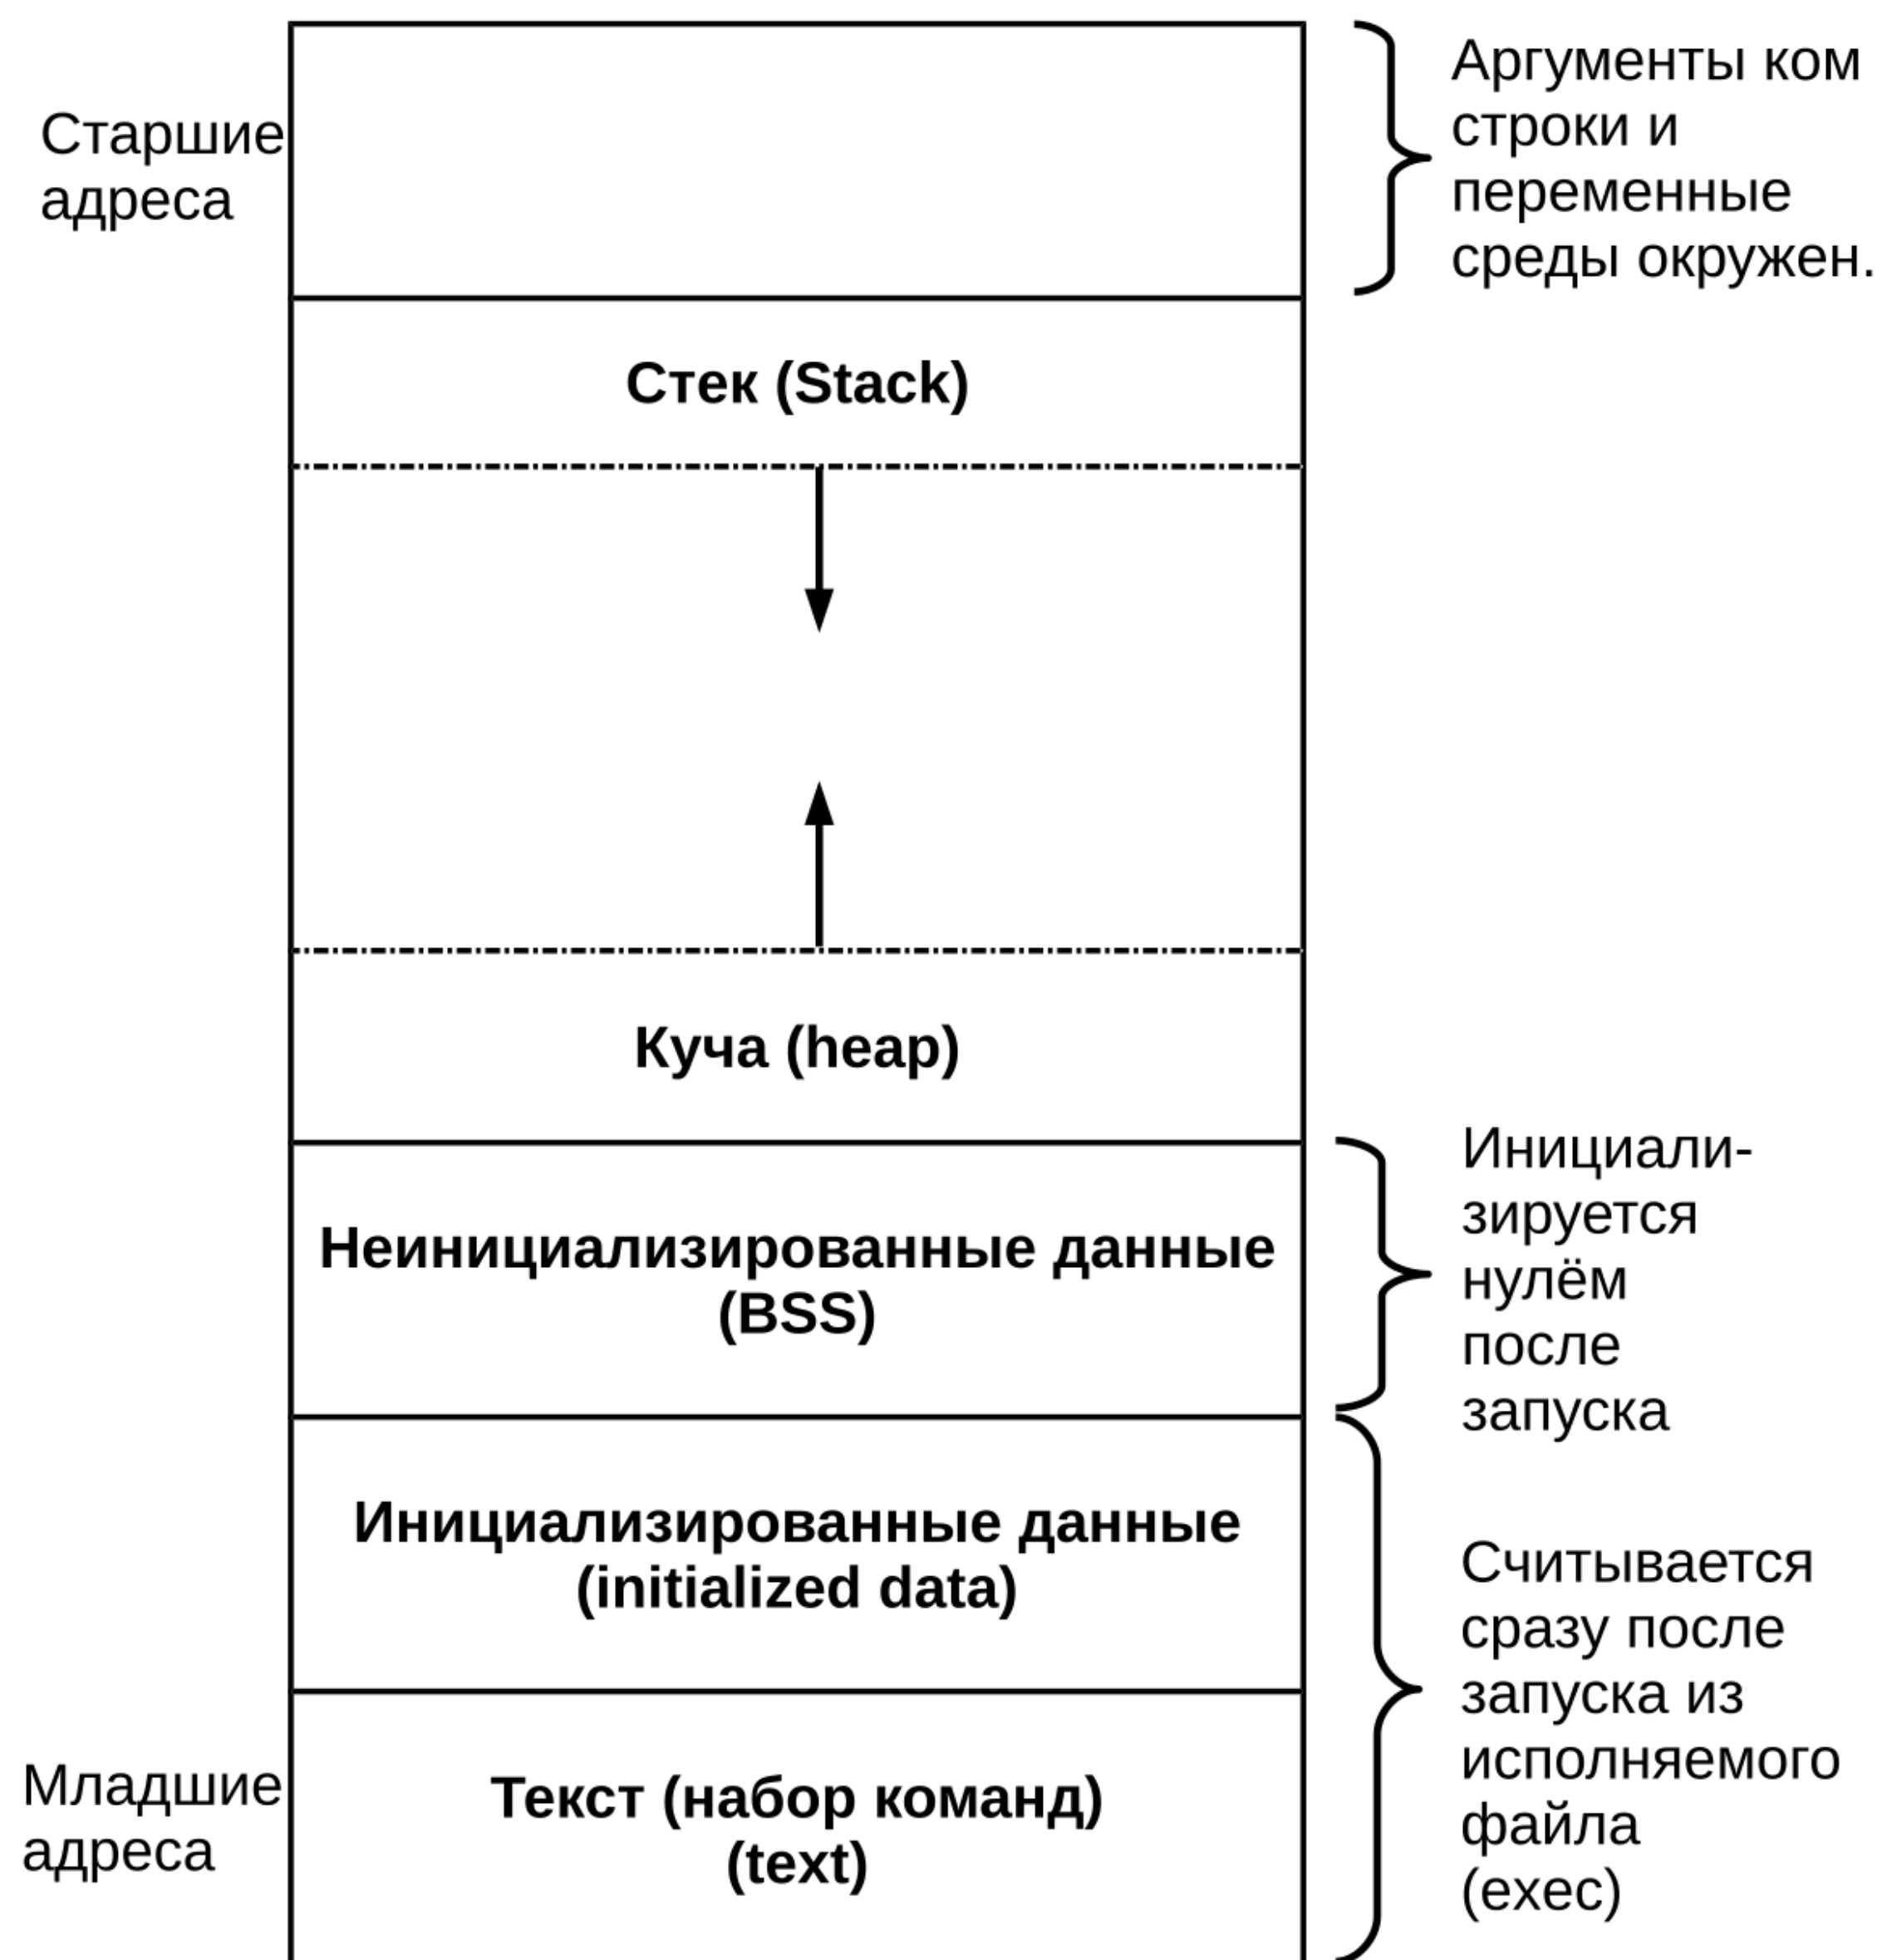 Аргументы ком
строки и
переменные
среды окружен.
Старшие
адреса
Стек (Stack)
Куча (heap)
Инициали-
зируется
нулём
после
запуска
Неинициализированные данные
(BSS)
Инициализированные данные
(initialized data)
Считывается
сразу после
запуска из
исполняемого
файла
(exec)
Младшие
адреса
Текст (набор команд)
(text)